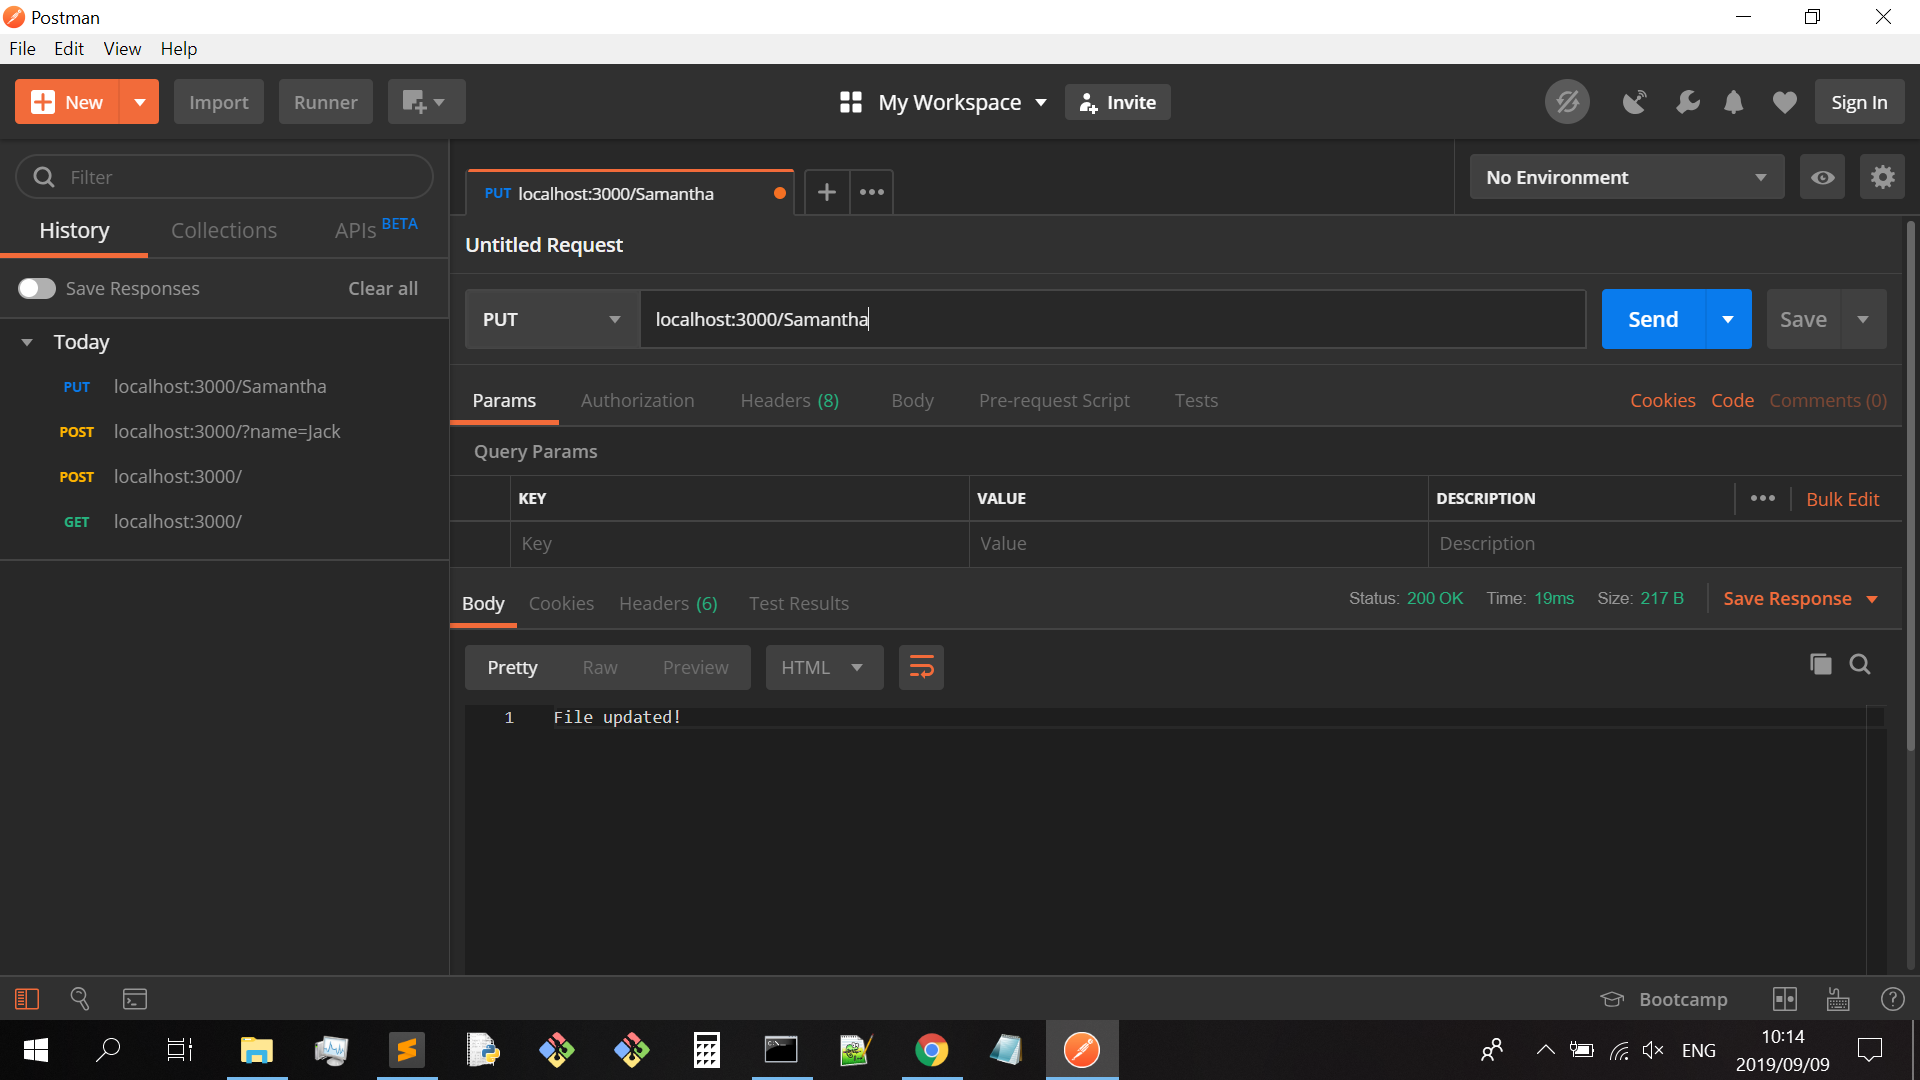 Postman
File Edit View Help
New Import Runner My Workspace Invite Sign In
Filter
History Collections APIs BETA
Save Responses Clear all
Today
PUT localhost:3000/Samantha
POST localhost:3000/?name=Jack
POST localhost:3000/
GET localhost:3000/
PUT localhost:3000/Samantha
No Environment
Untitled Request
PUT localhost:3000/Samantha Send Save
Params Authorization Headers (8) Body Pre-request Script Tests Cookies Code Comments (0)
Query Params
KEY VALUE DESCRIPTION Bulk Edit
Key Value Description
Body Cookies Headers (6) Test Results Status: 200 OK Time: 19ms Size: 217 B Save Response
Pretty Raw Preview HTML
1 File updated!
Bootcamp
ENG
10:14
2019/09/09